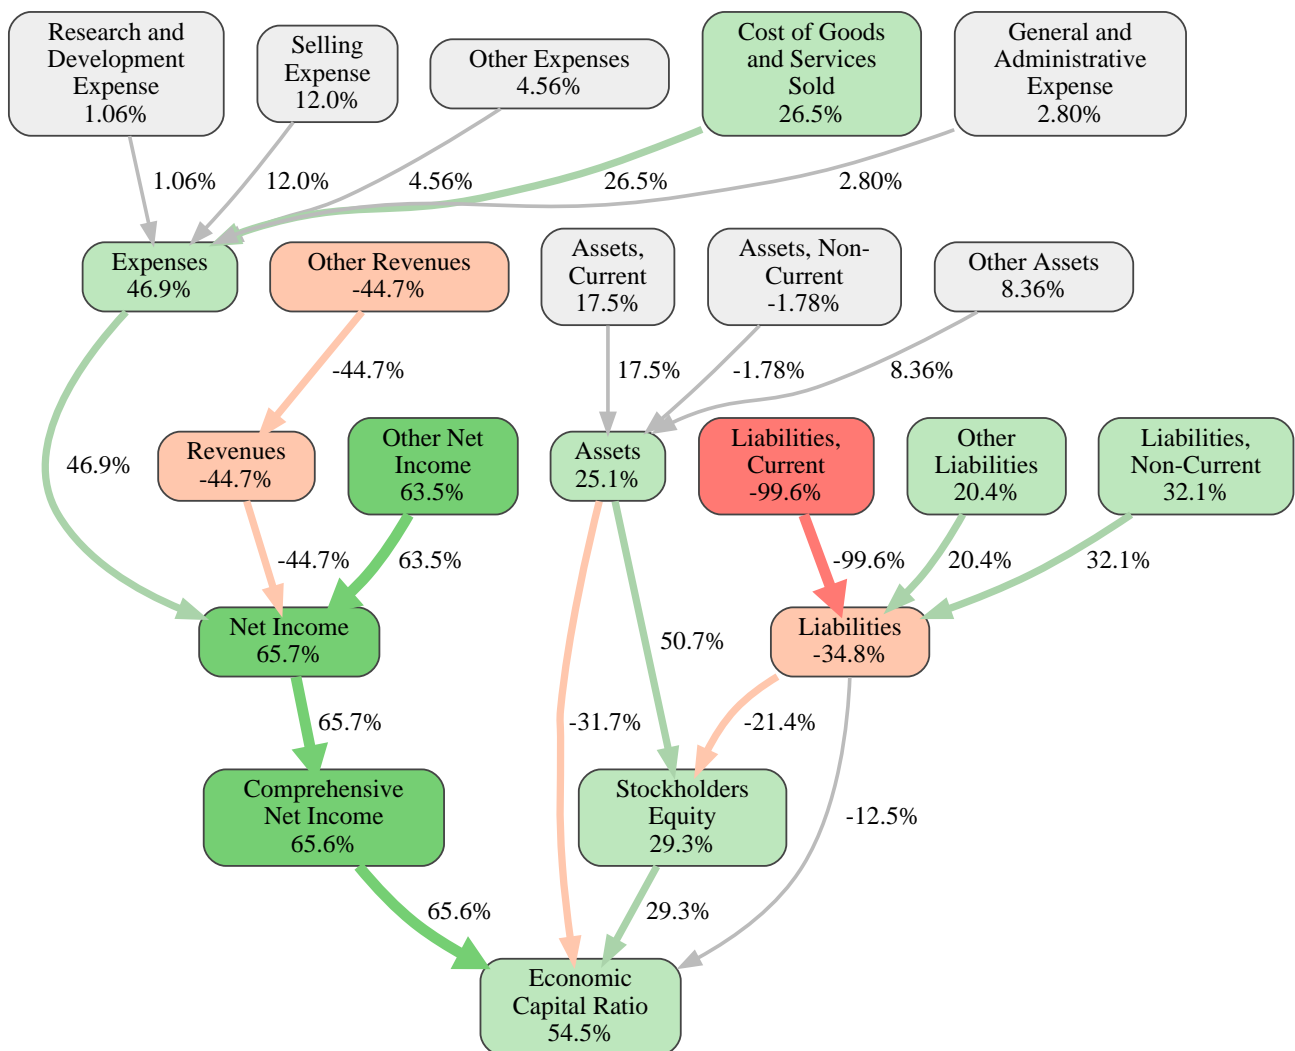 Research and
Development
Expense
1.06%
Selling
Expense
12.0%
Other Expenses
4.56%
Cost of Goods
and Services
Sold
26.5%
General and
Administrative
Expense
2.80%
1.06%
12.0%
4.56%
26.5%
2.80%
Expenses
46.9%
Other Revenues
-44.7%
Assets,
Current
17.5%
Assets, Non-
Current
-1.78%
Other Assets
8.36%
-44.7%
17.5%
-1.78%
8.36%
46.9%
Revenues
-44.7%
Other Net
Income
63.5%
Assets
25.1%
Liabilities,
Current
-99.6%
Other
Liabilities
20.4%
Liabilities,
Non-Current
32.1%
-44.7%
63.5%
-99.6%
20.4%
32.1%
Net Income
65.7%
50.7%
Liabilities
-34.8%
65.7%
-31.7%
-21.4%
Comprehensive
Net Income
65.6%
Stockholders
Equity
29.3%
-12.5%
65.6%
29.3%
Economic
Capital Ratio
54.5%